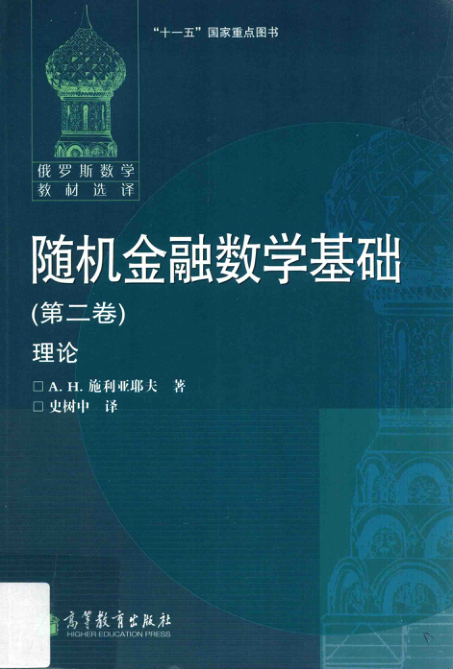 “十一五”国家重点图书
俄罗斯数学
教材选译
随机金融数学基础
(第二卷)
理论
□ A. H. 施利亚耶夫 著
□ 史树中 译
高等教育出版社
HIGHER EDUCATION PRESS